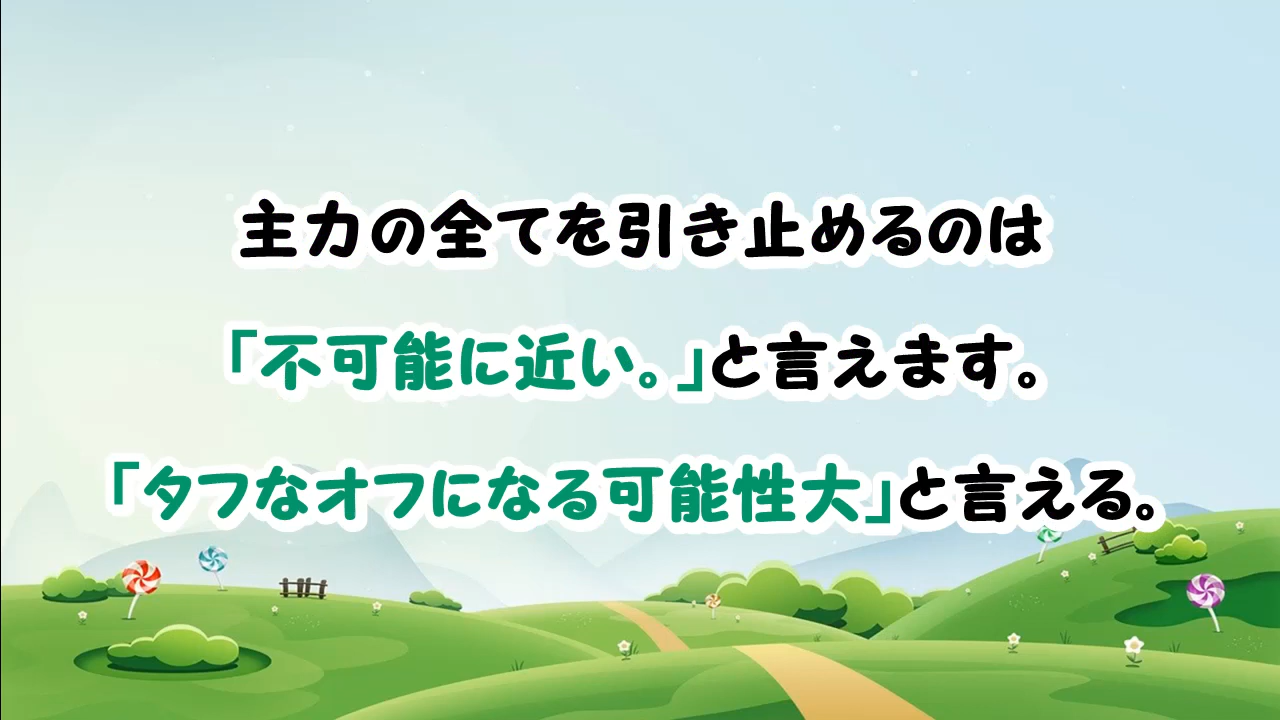 主力の全てを引き止めるのは
「不可能に近い。」と言えます。
「タフなオフになる可能性大」と言える。